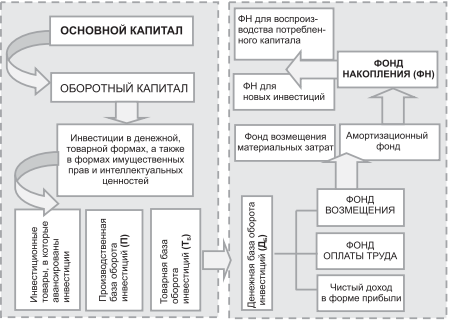 ОСНОВНОЙ КАПИТАЛ
ОБОРОТНЫЙ КАПИТАЛ
Инвестиции в денежной,
товарной формах, а также
в формах имущественных
прав и интеллектуальных
ценностей
Инвестиционные
товары, в которые
авансированы
инвестиции
Производственная
база оборота
инвестиций (П)
Товарная база
оборота
инвестиций (Т₁)
ФН для воспроиз-
водства потреблен-
ного капитала
ФН для
новых инвестиций
ФОНД
НАКОПЛЕНИЯ (ФН)
Фонд возмещения
материальных затрат
Амортизационный
фонд
Денежная база оборота
инвестиций (Д₁)
ФОНД
ВОЗМЕЩЕНИЯ
ФОНД
ОПЛАТЫ ТРУДА
Чистый доход
в форме прибыли